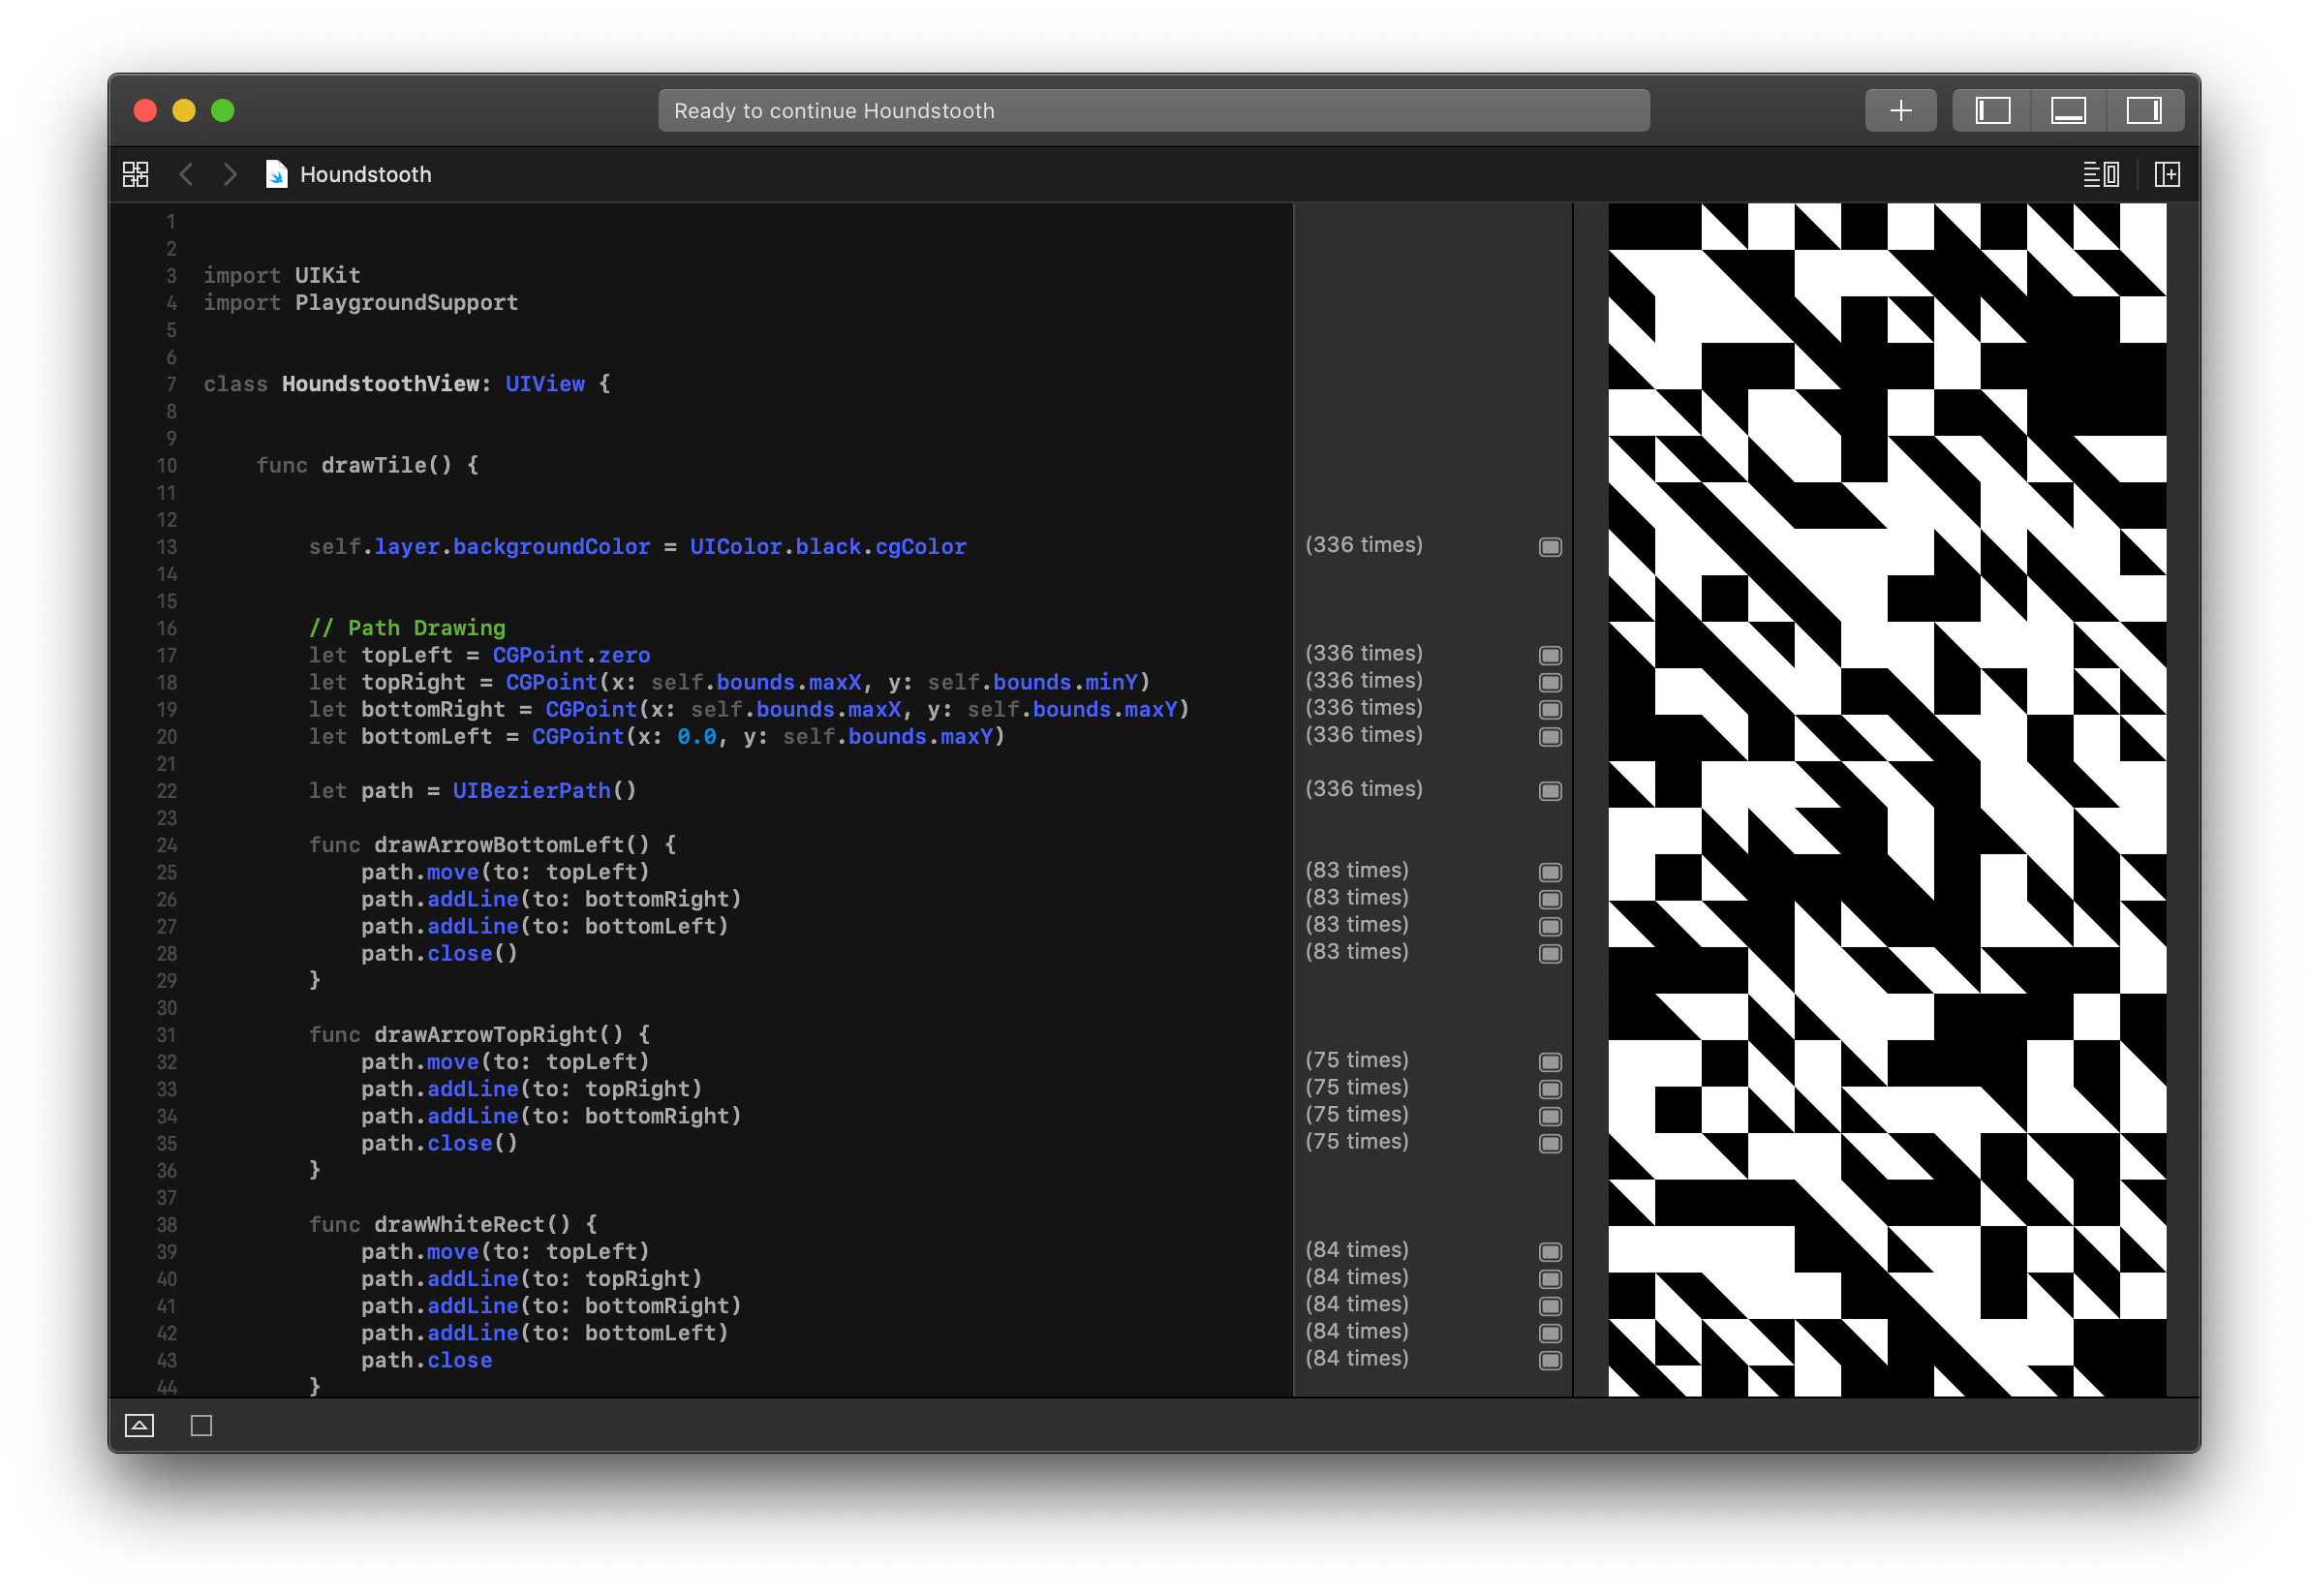 Ready to continue Houndstooth
Houndstooth
1
2
3 import UIKit
4 import PlaygroundSupport
5
6
7 class HoundstoothView: UIView {
8
9
10 func drawTile() {
11
12
13 self.layer.backgroundColor = UIColor.black.cgColor (336 times)
14
15
16 // Path Drawing
17 let topLeft = CGPoint.zero (336 times)
18 let topRight = CGPoint(x: self.bounds.maxX, y: self.bounds.minY) (336 times)
19 let bottomRight = CGPoint(x: self.bounds.maxX, y: self.bounds.maxY) (336 times)
20 let bottomLeft = CGPoint(x: 0.0, y: self.bounds.maxY) (336 times)
21
22 let path = UIBezierPath() (336 times)
23
24 func drawArrowBottomLeft() {
25 path.move(to: topLeft) (83 times)
26 path.addLine(to: bottomRight) (83 times)
27 path.addLine(to: bottomLeft) (83 times)
28 path.close() (83 times)
29 }
30
31 func drawArrowTopRight() {
32 path.move(to: topLeft) (75 times)
33 path.addLine(to: topRight) (75 times)
34 path.addLine(to: bottomRight) (75 times)
35 path.close() (75 times)
36 }
37
38 func drawWhiteRect() {
39 path.move(to: topLeft) (84 times)
40 path.addLine(to: topRight) (84 times)
41 path.addLine(to: bottomRight) (84 times)
42 path.addLine(to: bottomLeft) (84 times)
43 path.close (84 times)
44 }